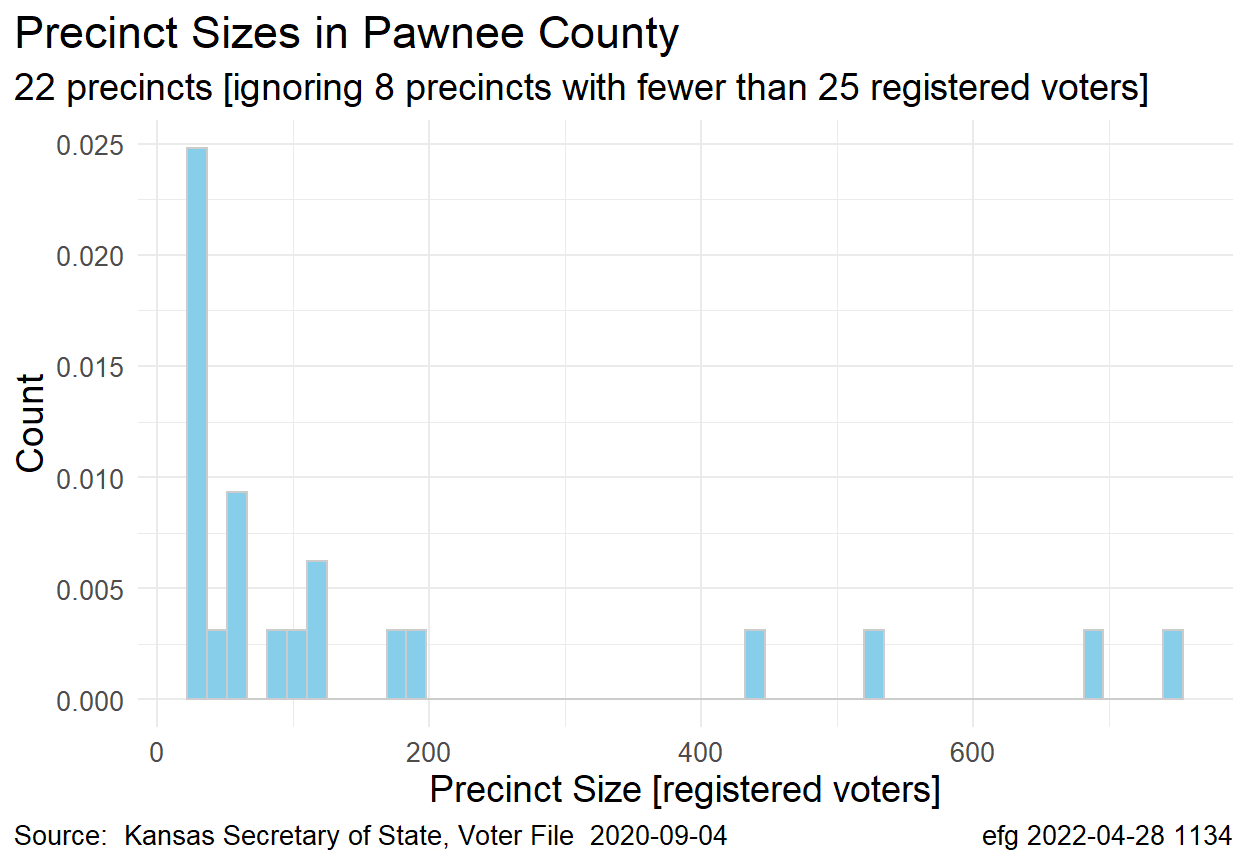 Precinct Sizes in Pawnee County
22 precincts [ignoring 8 precincts with fewer than 25 registered voters]
0.025
0.020
0.015
0.010
0.005
0.000
Count
0
200
400
600
Precinct Size [registered voters]
Source:  Kansas Secretary of State, Voter File  2020-09-04
efg 2022-04-28 1134